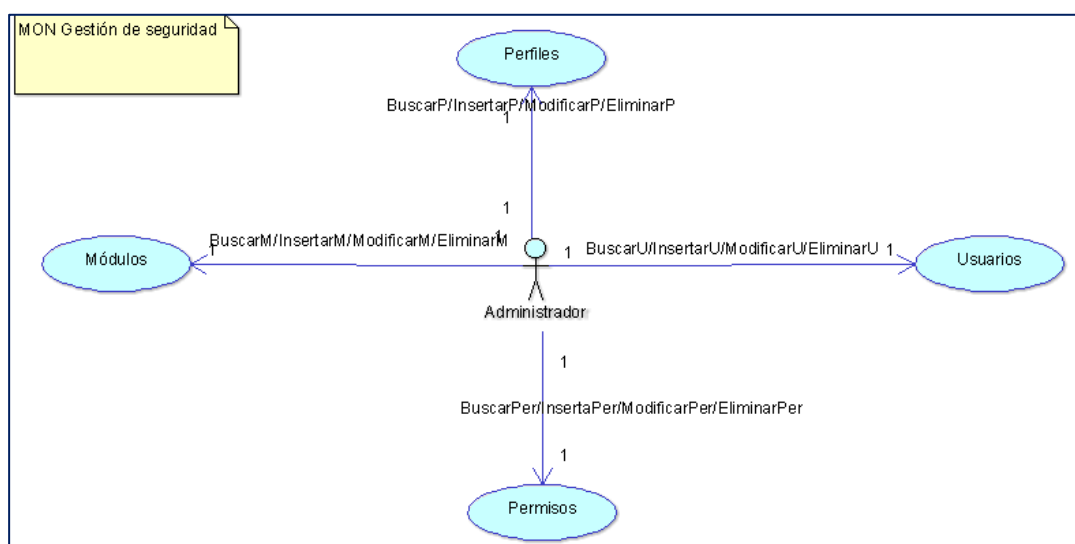 MON Gestión de seguridad
Perfiles
BuscarP/InsertarP/ModificarP/EliminarP
1
1
BuscarM/InsertarM/ModificarM/EliminarM
1
1
Módulos
1
BuscarU/InsertarU/ModificarU/EliminarU
1
Usuarios
Administrador
1
BuscarPer/InsertaPer/ModificarPer/EliminarPer
1
Permisos